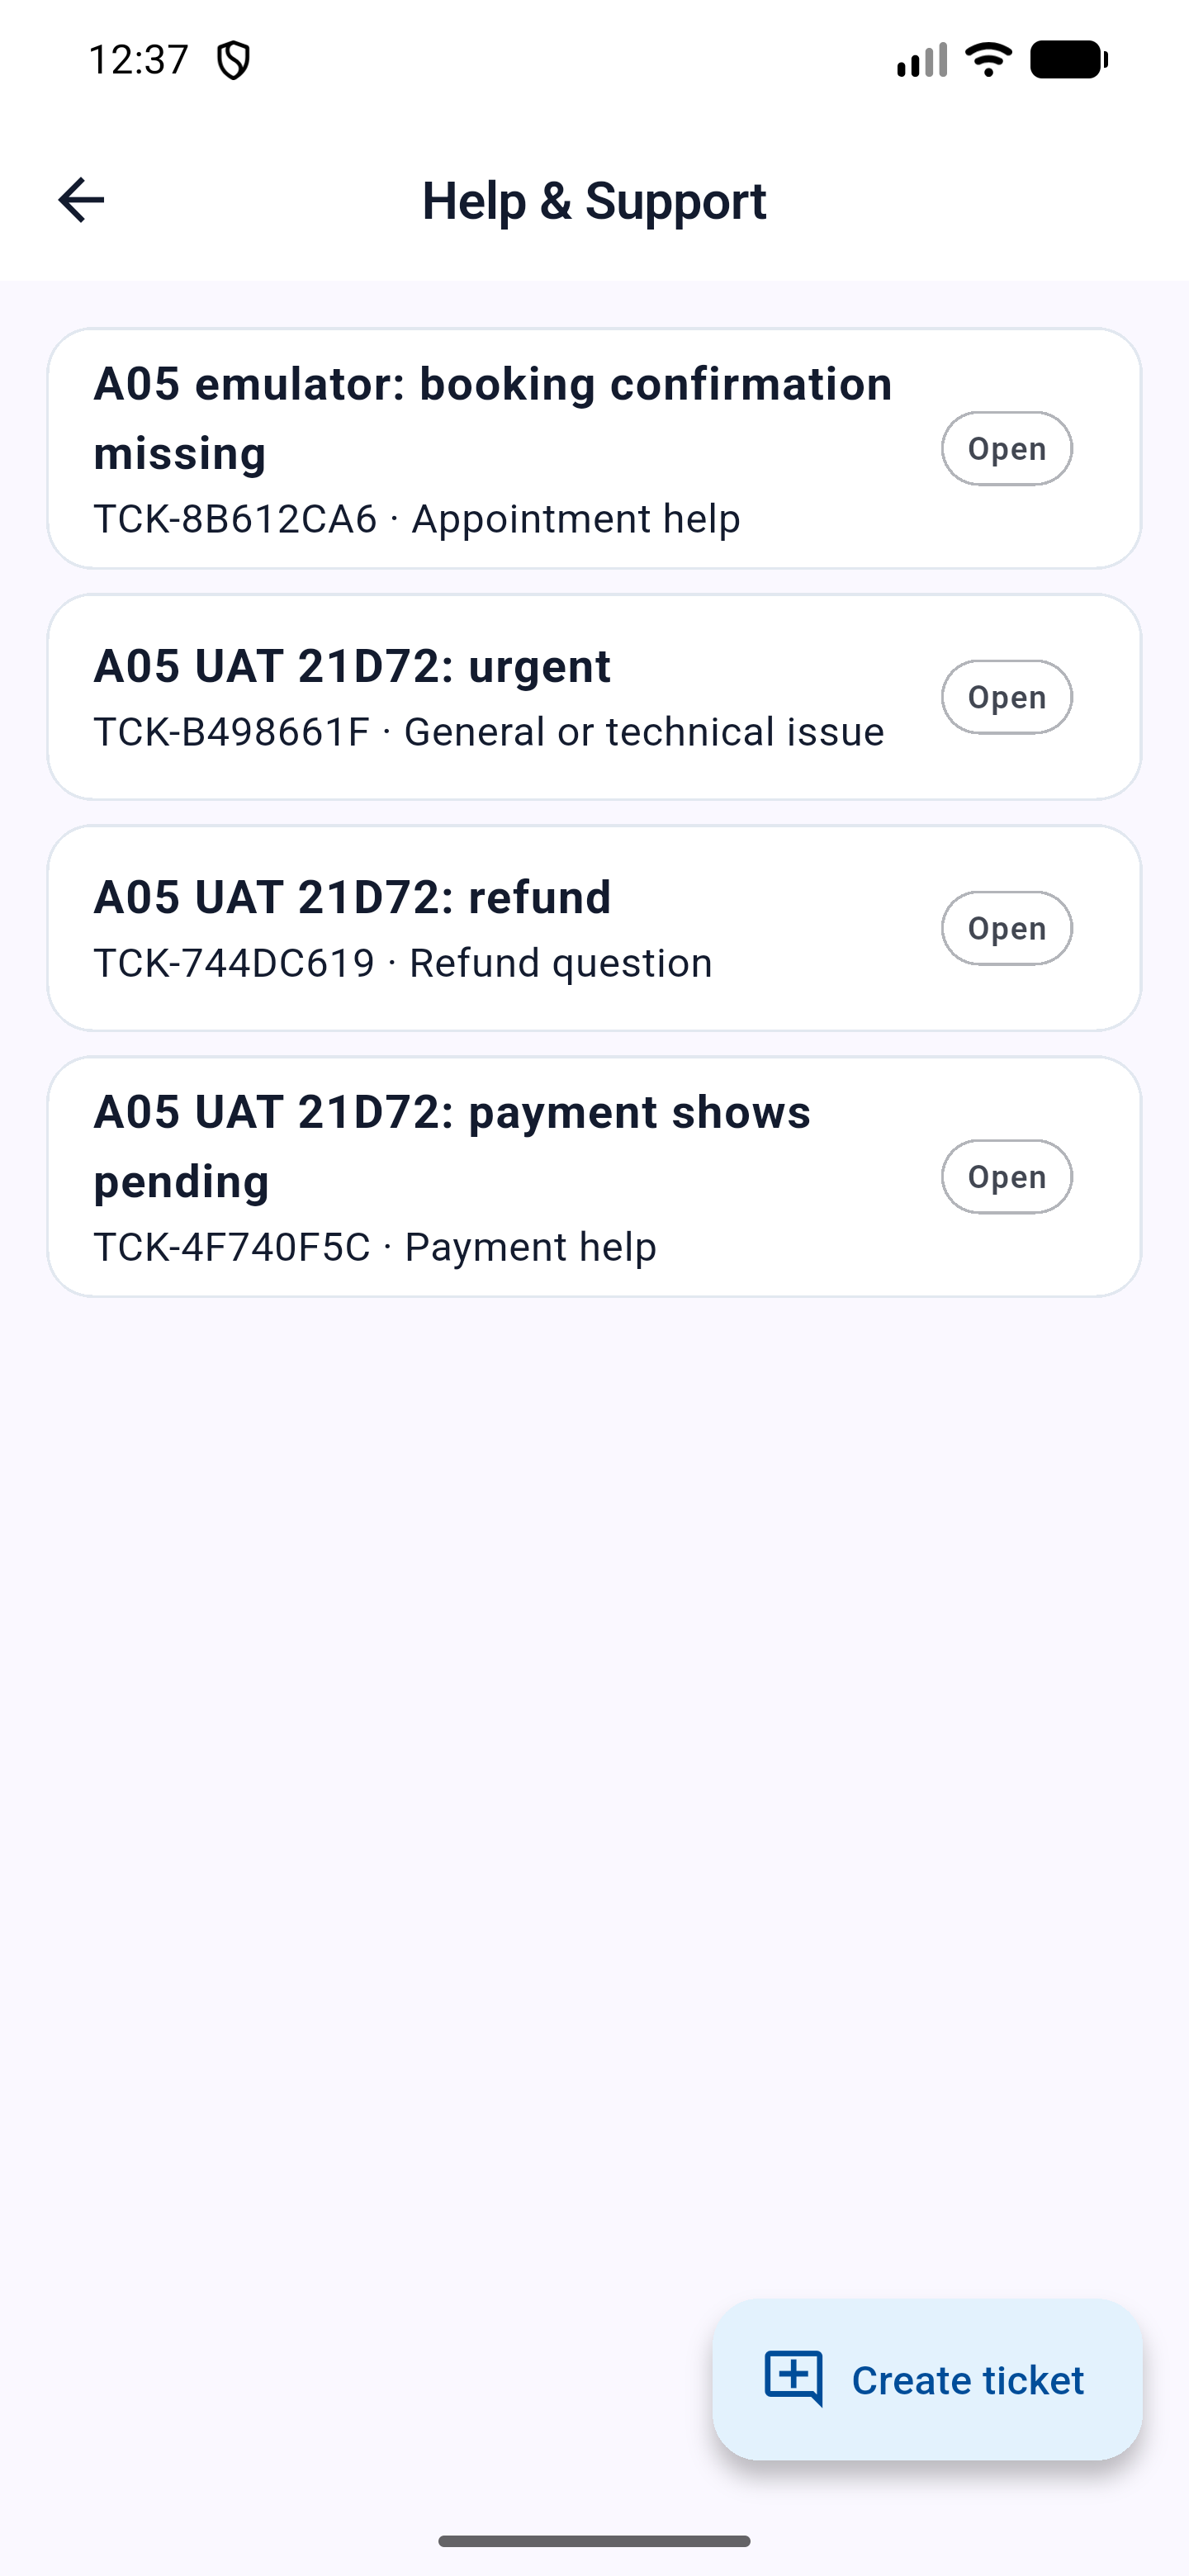 12:37
Help & Support
A05 emulator: booking confirmation
missing
TCK-8B612CA6 · Appointment help
Open
A05 UAT 21D72: urgent
TCK-B498661F · General or technical issue
Open
A05 UAT 21D72: refund
TCK-744DC619 · Refund question
Open
A05 UAT 21D72: payment shows
pending
TCK-4F740F5C · Payment help
Open
Create ticket